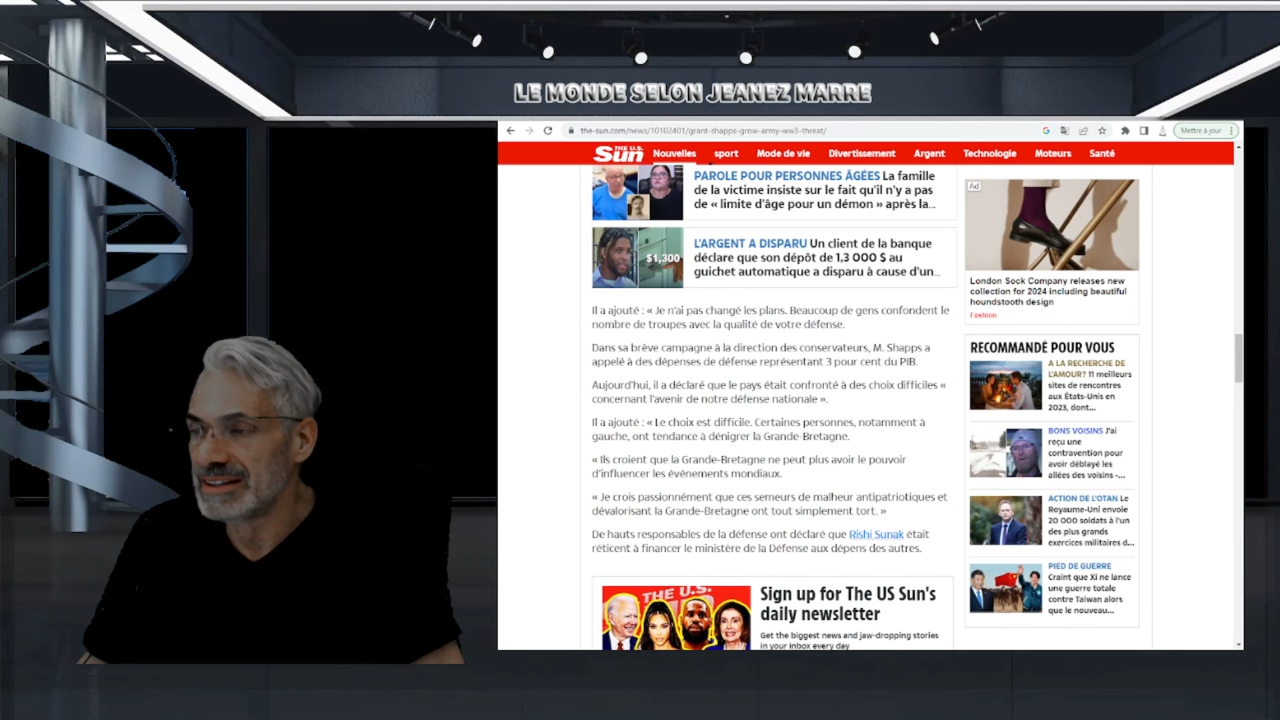 LE MONDE SELON JEANEZ MARRE
the-sun.com/news/10102401/grant-shapps-grow-army-ww3-threat/
Mettre à jour
THE U.S. Sun
Nouvelles sport Mode de vie Divertissement Argent Technologie Moteurs Santé
PAROLE POUR PERSONNES ÂGÉES La famille
de la victime insiste sur le fait qu'il n'y a pas
de « limite d'âge pour un démon » après la...
$1,300
L'ARGENT A DISPARU Un client de la banque
déclare que son dépôt de 1,3 000 $ au
guichet automatique a disparu à cause d'un...
Il a ajouté : « Je n'ai pas changé les plans. Beaucoup de gens confondent le
nombre de troupes avec la qualité de votre défense.
Dans sa brève campagne à la direction des conservateurs, M. Shapps a
appelé à des dépenses de défense représentant 3 pour cent du PIB.
Aujourd'hui, il a déclaré que le pays était confronté à des choix difficiles «
concernant l'avenir de notre défense nationale ».
Il a ajouté : « Le choix est difficile. Certaines personnes, notamment à
gauche, ont tendance à dénigrer la Grande-Bretagne.
« Ils croient que la Grande-Bretagne ne peut plus avoir le pouvoir
d'influencer les événements mondiaux.
« Je crois passionnément que ces semeurs de malheur antipatriotiques et
dévalorisant la Grande-Bretagne ont tout simplement tort. »
De hauts responsables de la défense ont déclaré que Rishi Sunak était
réticent à financer le ministère de la Défense aux dépens des autres.
THE U.S.
Sign up for The US Sun's
daily newsletter
Get the biggest news and jaw-dropping stories
in your inbox every day
Ad
London Sock Company releases new
collection for 2024 including beautiful
houndstooth design
Fashion
RECOMMANDÉ POUR VOUS
A LA RECHERCHE DE
L'AMOUR? 11 meilleurs
sites de rencontres
aux États-Unis en
2023, dont...
BONS VOISINS J'ai
reçu une
contravention pour
avoir déblayé les
allées des voisins -...
ACTION DE L'OTAN Le
Royaume-Uni envoie
20 000 soldats à l'un
des plus grands
exercices militaires d...
PIED DE GUERRE
Craint que Xi ne lance
une guerre totale
contre Taiwan alors
que le nouveau...